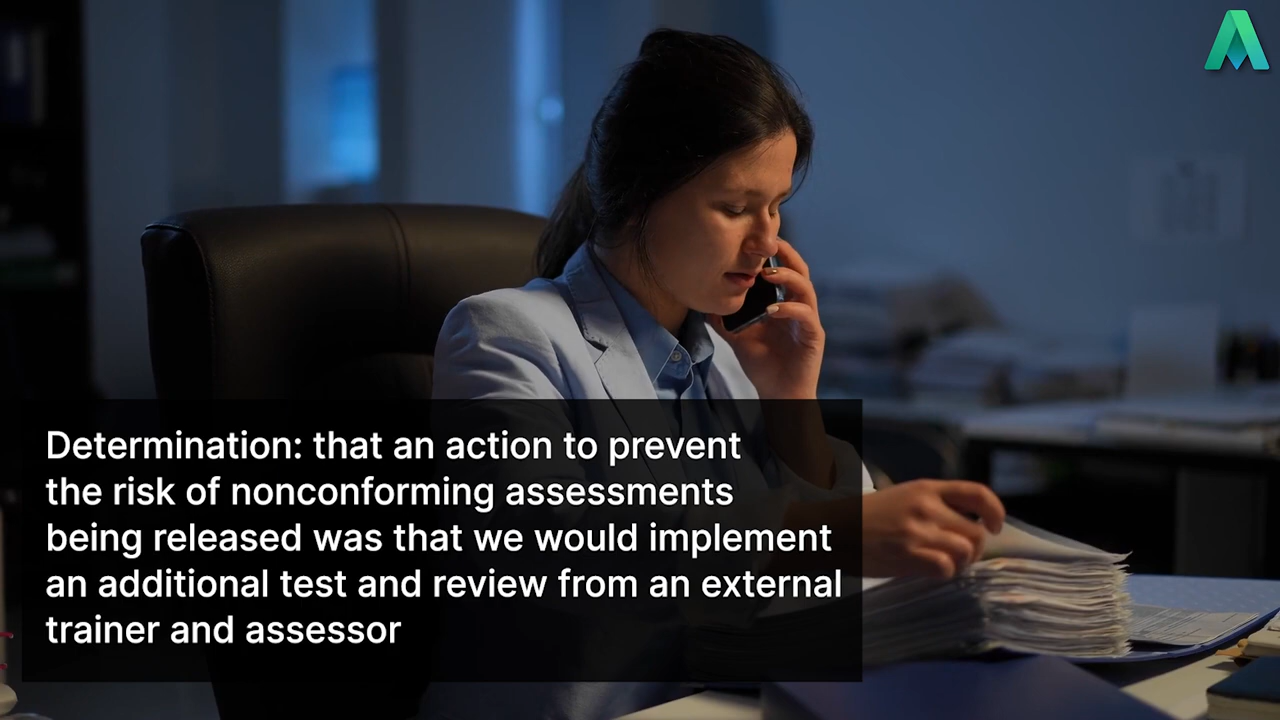 Determination: that an action to prevent
the risk of nonconforming assessments
being released was that we would implement
an additional test and review from an external
trainer and assessor